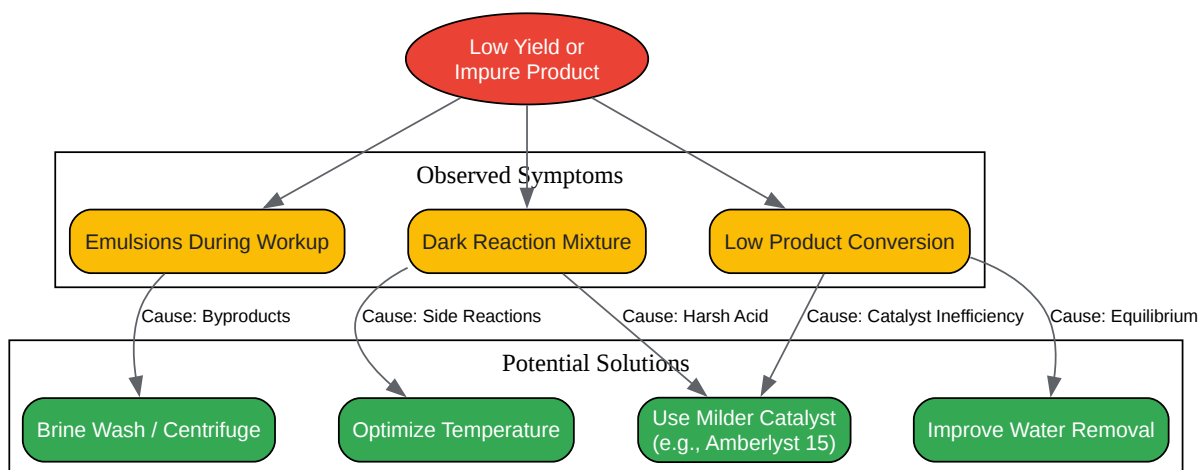 Low Yield or
Impure Product
Observed Symptoms
Emulsions During Workup
Dark Reaction Mixture
Low Product Conversion
Cause: Byproducts
Cause: Side Reactions
Cause: Harsh Acid
Cause: Catalyst Inefficiency
Cause: Equilibrium
Potential Solutions
Brine Wash / Centrifuge
Optimize Temperature
Use Milder Catalyst
(e.g., Amberlyst 15)
Improve Water Removal